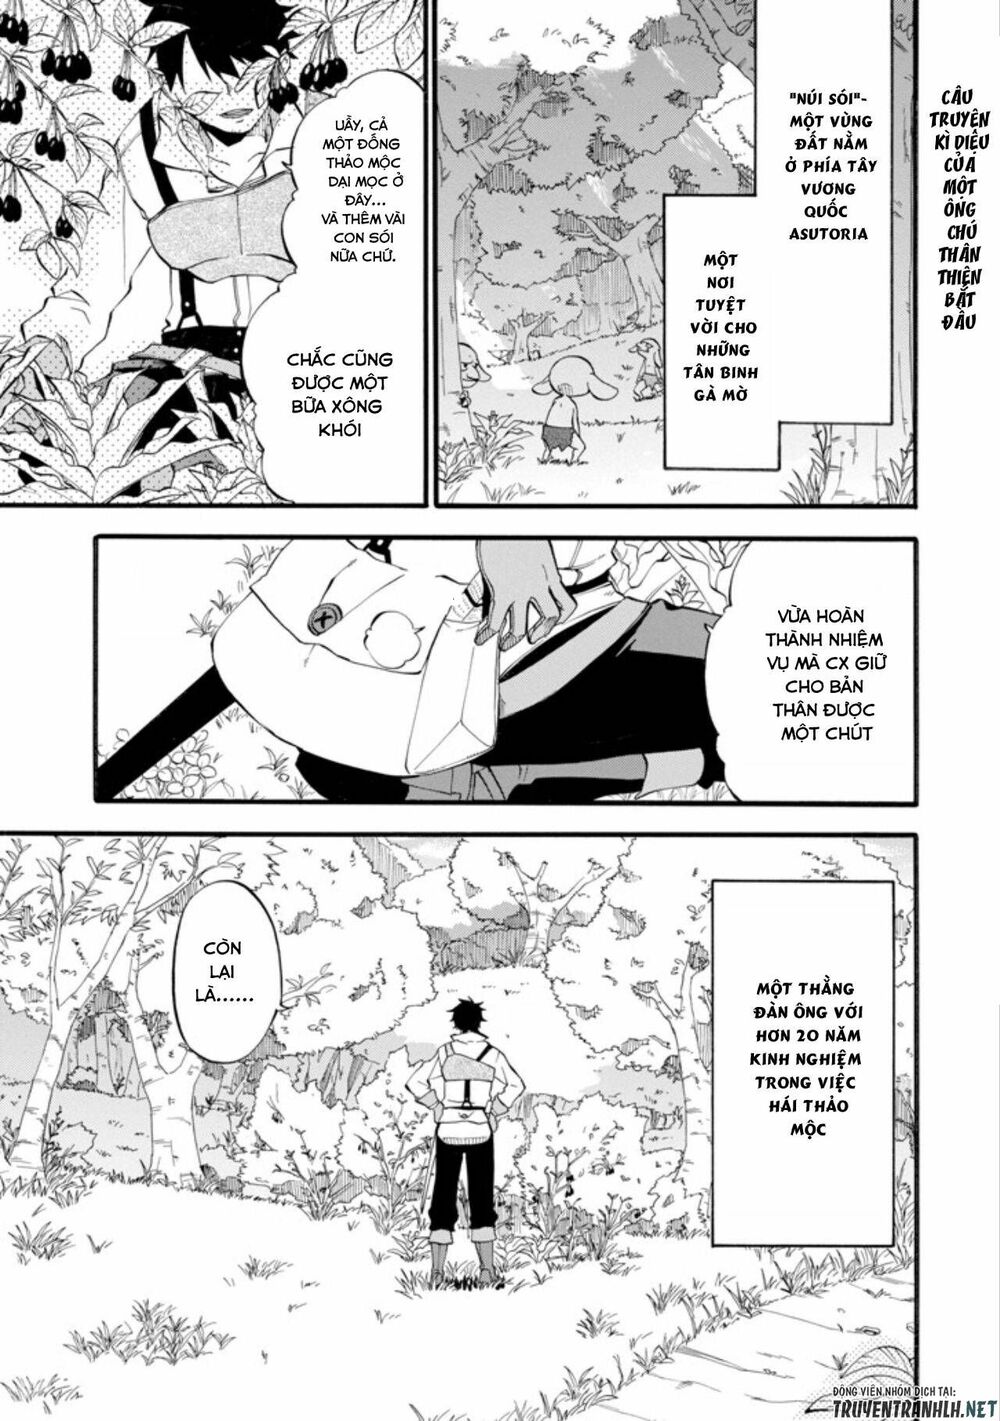 CÂU
TRUYỆN
KÌ DIỆU
CỦA
MỘT
ÔNG
CHÚ
THÂN
THIỆN
BẮT
ĐẦU
"NÚI SÓI"-
MỘT VÙNG
ĐẤT NẰM
Ở PHÍA TÂY
VƯƠNG
QUỐC
ASUTORIA
MỘT
NƠI
TUYỆT
VỜI CHO
NHỮNG
TÂN BINH
GÀ MỜ
UẦY, CẢ
MỘT ĐỐNG
THẢO MỘC
DẠI MỌC Ở
ĐÂY...
VÀ THÊM VÀI
CON SÓI
NỮA CHỨ.
CHẮC CŨNG
ĐƯỢC MỘT
BỮA XÔNG
KHÓI
VỪA HOÀN
THÀNH NHIỆM
VỤ MÀ CX GIỮ
CHO BẢN
THÂN ĐƯỢC
MỘT CHÚT
MỘT THẰNG
ĐÀN ÔNG VỚI
HƠN 20 NĂM
KINH NGHIỆM
TRONG VIỆC
HÁI THẢO
MỘC
CÒN
LẠI
LÀ......
ĐỘNG VIÊN NHÓM DỊCH TẠI:
TRUYENTRANHLH.NET